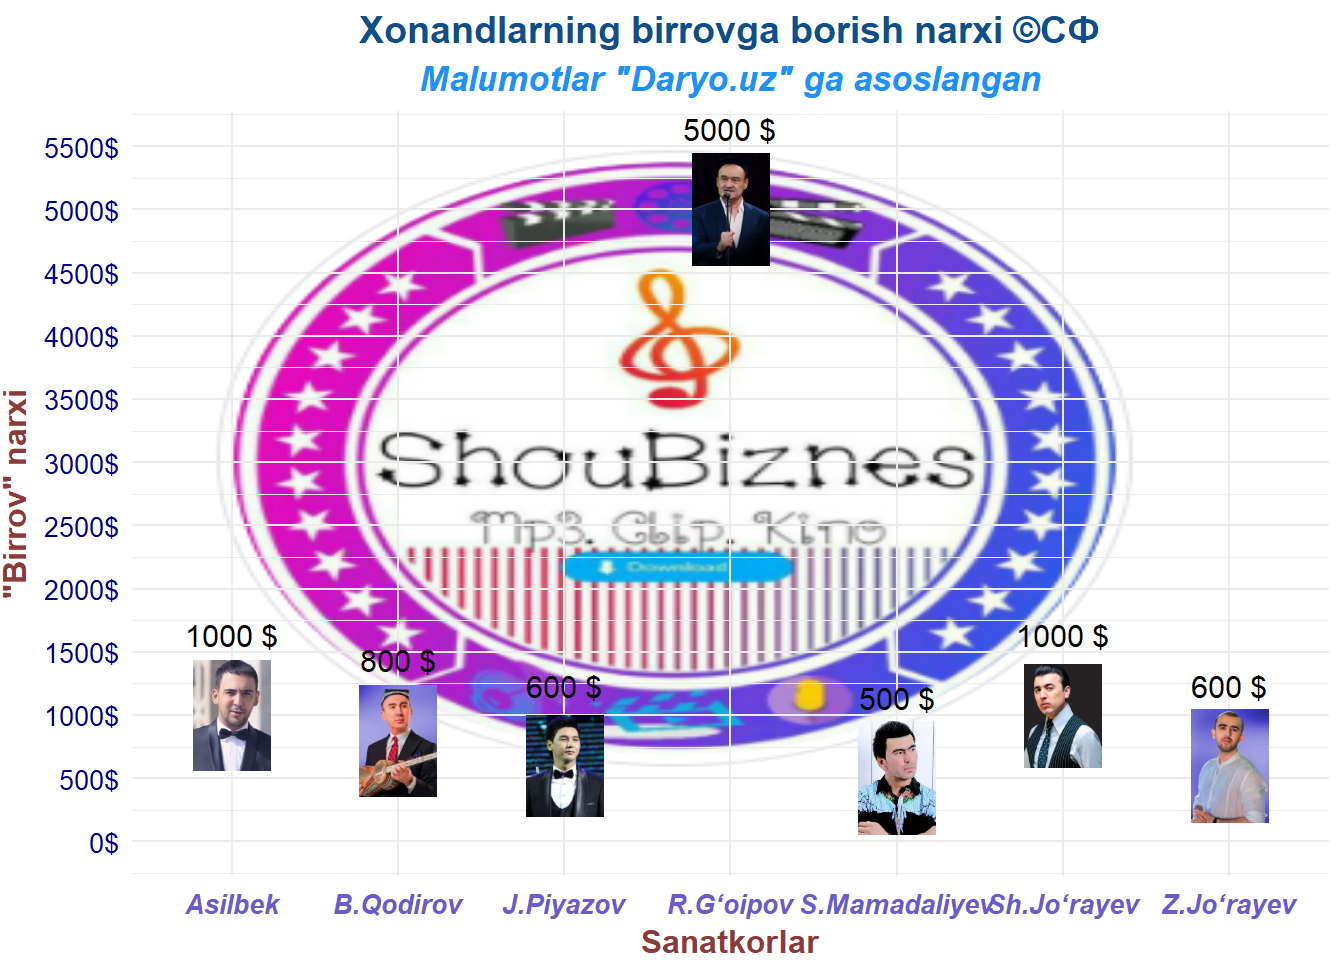 Xonandlarning birrovga borish narxi ©СФ
Malumotlar "Daryo.uz" ga asoslangan
"Birrov" narxi
5500$
5000$
4500$
4000$
3500$
3000$
2500$
2000$
1500$
1000$
500$
0$
5000 $
ShouBiznes
Mp3. Clip. Kino
Download
1000 $
800 $
600 $
500 $
1000 $
600 $
Asilbek
B.Qodirov
J.Piyazov
R.G‘oipov
S.Mamadaliyev
Sh.Jo‘rayev
Z.Jo‘rayev
Sanatkorlar